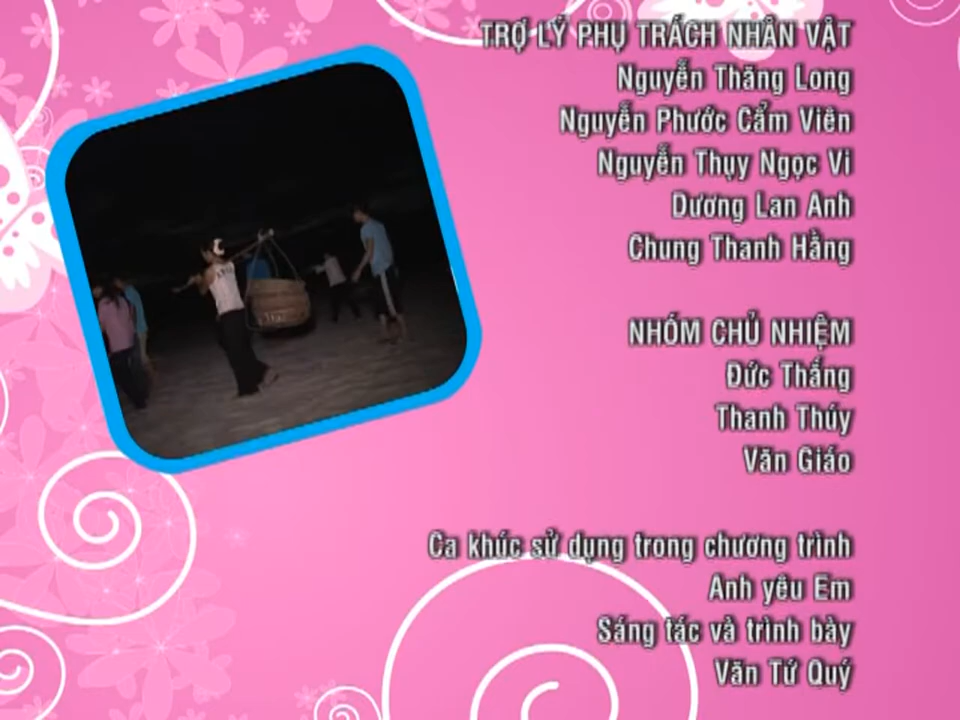 TRỢ LÝ PHỤ TRÁCH NHÂN VẬT
Nguyễn Thăng Long
Nguyễn Phước Cẩm Viên
Nguyễn Thụy Ngọc Vi
Dương Lan Anh
Chung Thanh Hằng
NHÓM CHỦ NHIỆM
Đức Thắng
Thanh Thúy
Văn Giáo
Ca khúc sử dụng trong chương trình
Anh yêu Em
Sáng tác và trình bày
Văn Tứ Quý